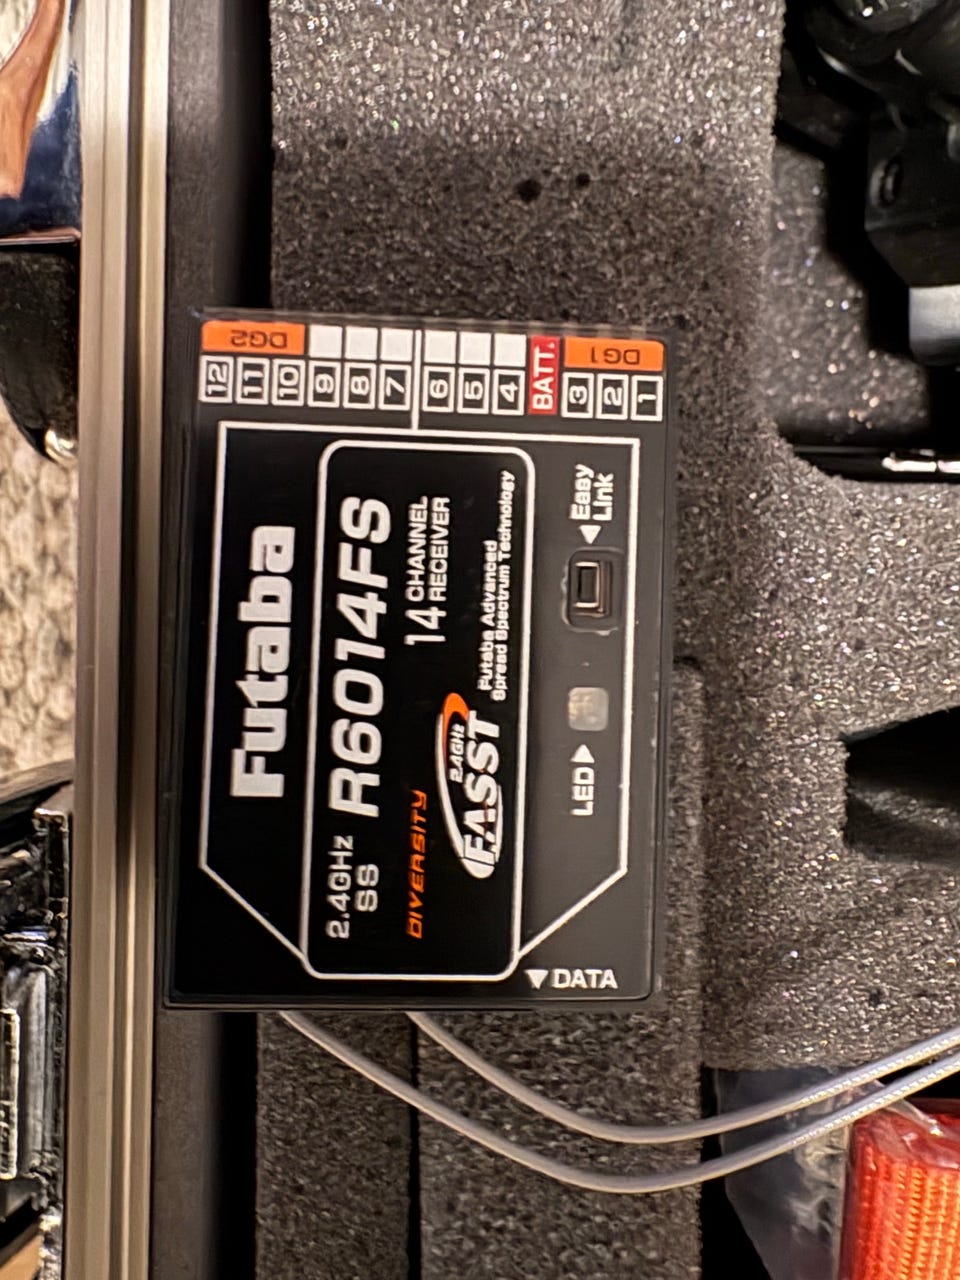 Futaba
2.4GHz
SS
R6014FS
DIVERSITY
14 CHANNEL
RECEIVER
2.4GHz
FASST
Futaba Advanced
Spread Spectrum Technology
LED▶
◀Easy
Link
◀DATA
DG2
12
11
10
9
8
7
6
5
4
BATT.
3
2
1
DG1